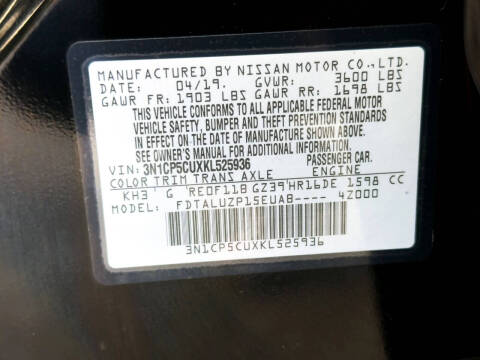 MANUFACTURED BY NISSAN MOTOR CO., LTD.
DATE: 04/19. GVWR: 3600 LBS
GAWR FR: 1903 LBS GAWR RR: 1698 LBS
THIS VEHICLE CONFORMS TO ALL APPLICABLE FEDERAL MOTOR
VEHICLE SAFETY, BUMPER AND THEFT PREVENTION STANDARDS
IN EFFECT ON THE DATE OF MANUFACTURE SHOWN ABOVE.
SEE OWNER'S MANUAL FOR ADDITIONAL INFORMATION
VIN: 3N1CP5CUXKL525936 PASSENGER CAR.
COLOR TRIM TRANS AXLE ENGINE
KH3 G RE0F11B GZ39 HR16DE 1598 CC
MODEL: FDTALUZP15EUA8---- 4Z000
3N1CP5CUXKL525936